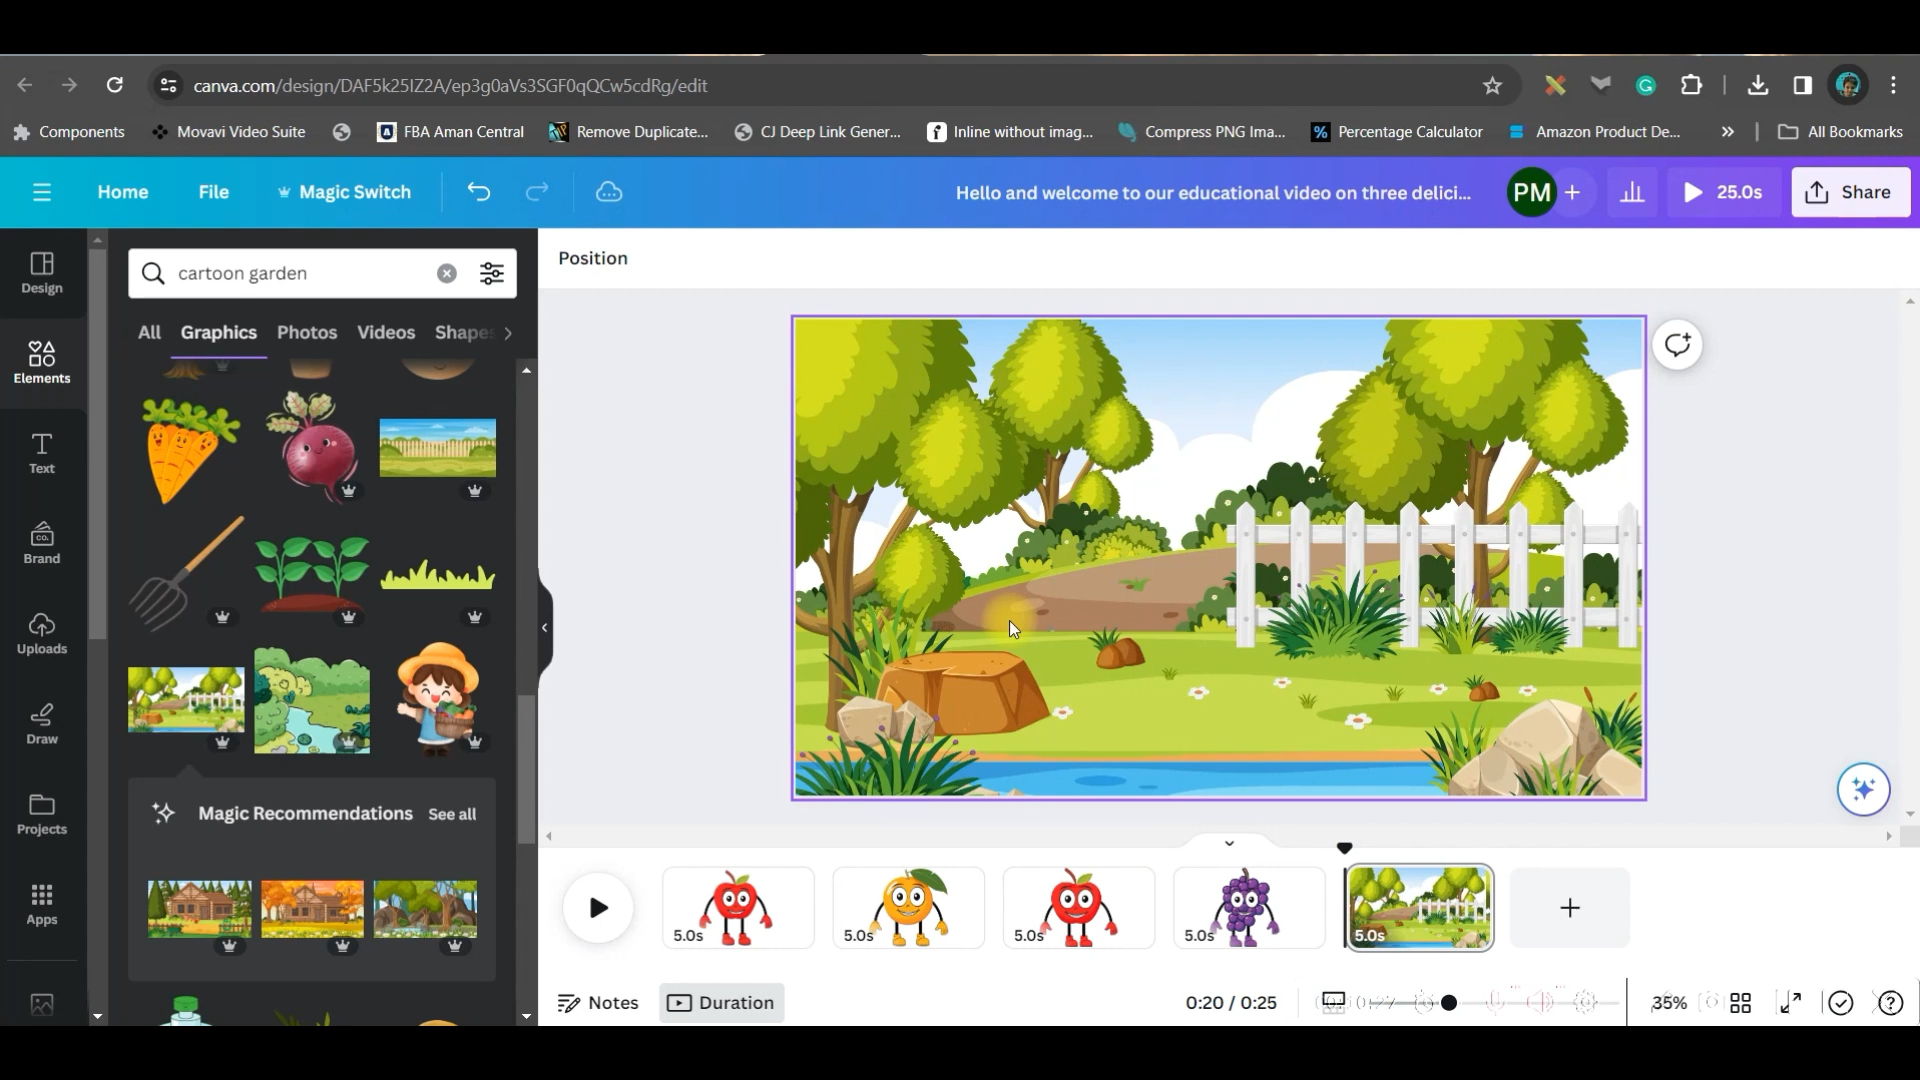 canva.com/design/DAF5k25IZ2A/ep3g0aVs3SGF0qQCw5cdRg/edit
Components
Movavi Video Suite
FBA Aman Central
Remove Duplicate...
CJ Deep Link Gener...
Inline without imag...
Compress PNG Ima...
Percentage Calculator
Amazon Product De...
All Bookmarks
Home
File
Magic Switch
Hello and welcome to our educational video on three delici...
PM
25.0s
Share
Design
Elements
Text
Brand
CO.
Uploads
Draw
Projects
Apps
cartoon garden
All
Graphics
Photos
Videos
Shapes
Magic Recommendations
See all
Position
5.0s
5.0s
5.0s
5.0s
5.0s
Notes
Duration
0:20 / 0:25
35%